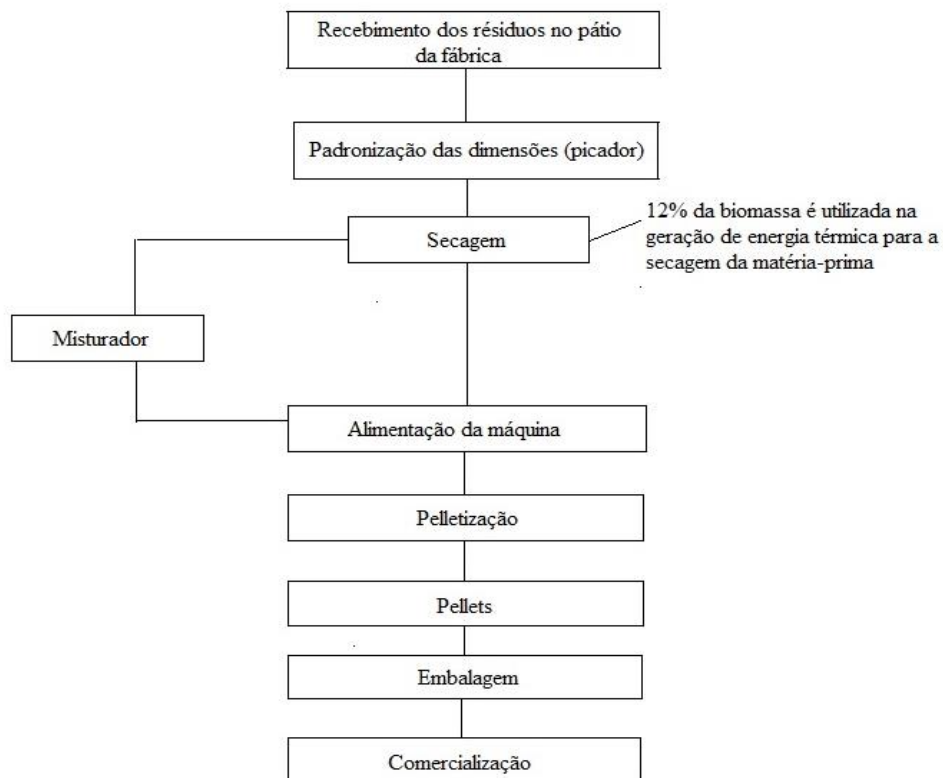 Recebimento dos résiduos no pátio
da fábrica
Padronização das dimensões (picador)
Secagem
12% da biomassa é utilizada na
geração de energia térmica para a
secagem da matéria-prima
Misturador
Alimentação da máquina
Pelletização
Pellets
Embalagem
Comercialização